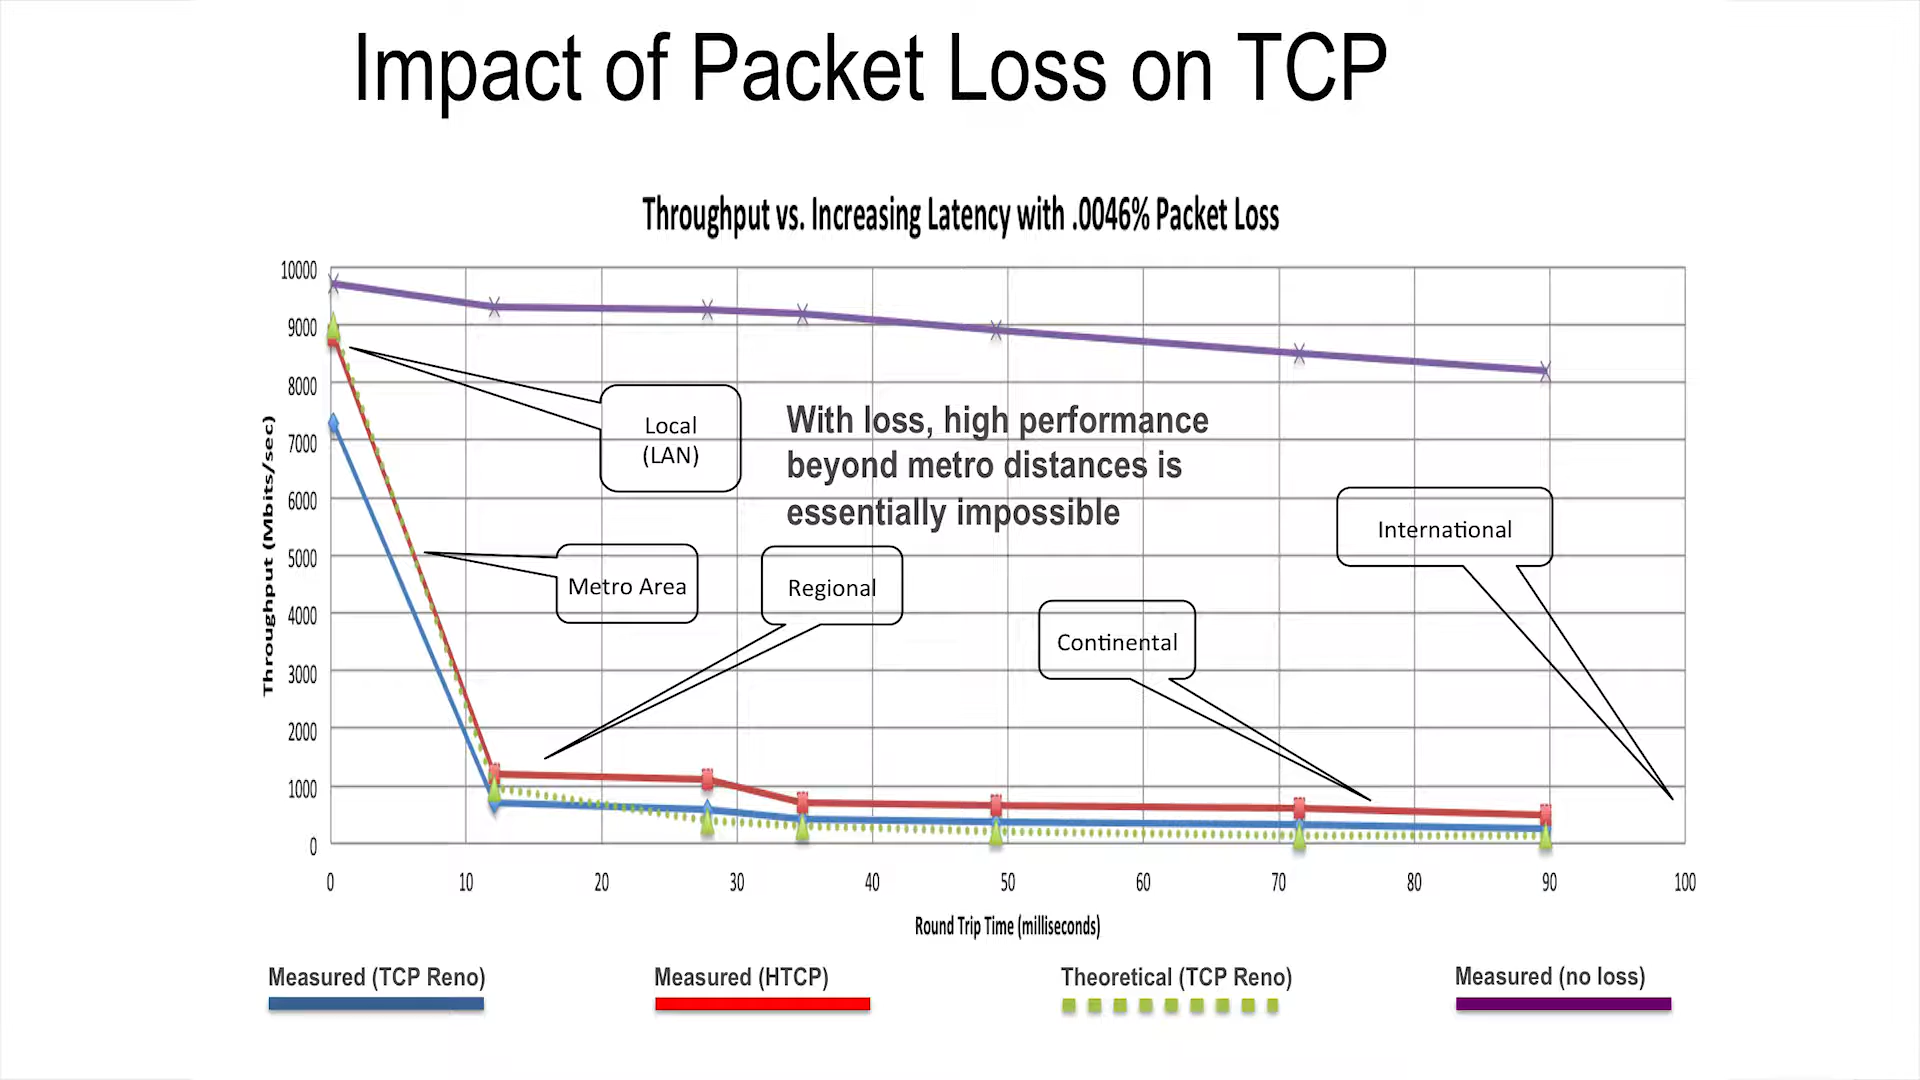 Impact of Packet Loss on TCP
Throughput vs. Increasing Latency with .0046% Packet Loss
10000
9000
8000
7000
6000
5000
4000
3000
2000
1000
0
Throughput (Mbits/sec)
Local
(LAN)
With loss, high performance
beyond metro distances is
essentially impossible
Metro Area
Regional
Continental
International
0 10 20 30 40 50 60 70 80 90 100
Round Trip Time (milliseconds)
Measured (TCP Reno)
Measured (HTCP)
Theoretical (TCP Reno)
Measured (no loss)